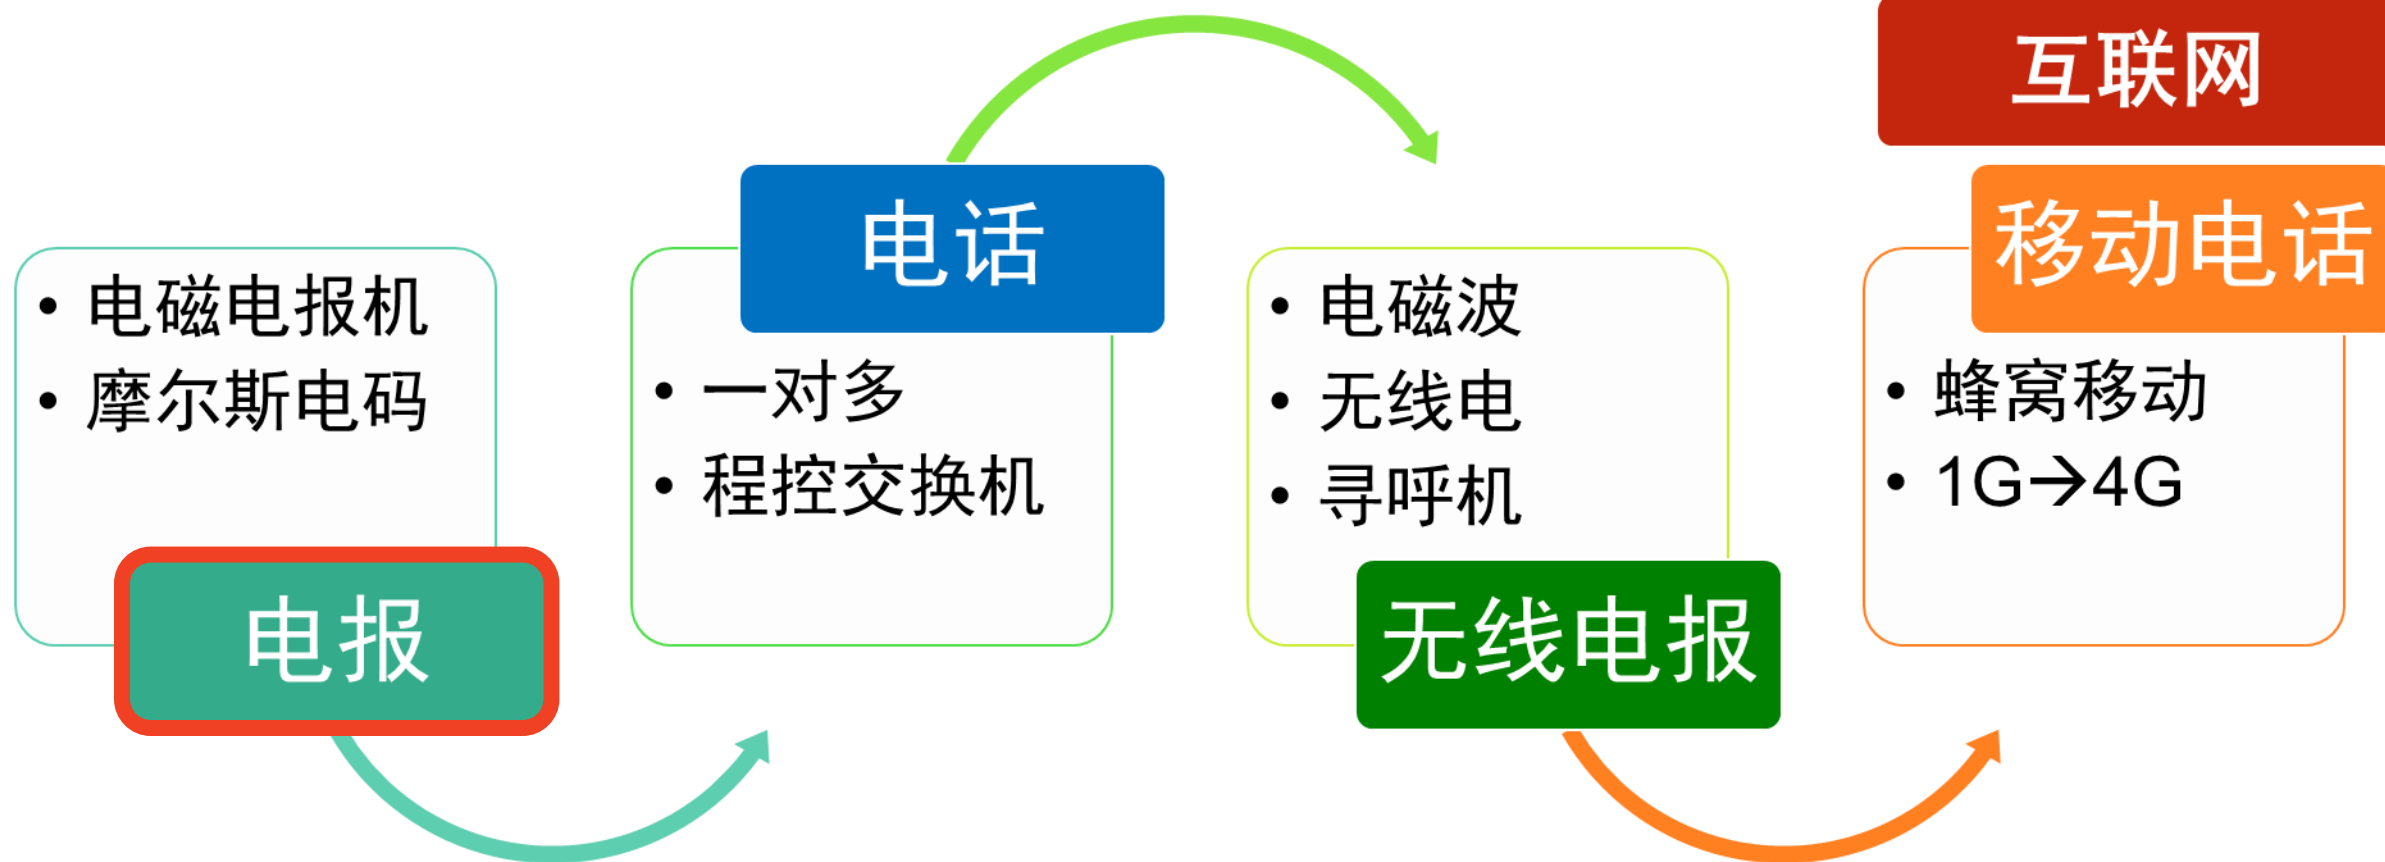 • 电磁电报机
• 摩尔斯电码
电报
电话
• 一对多
• 程控交换机
• 电磁波
• 无线电
• 寻呼机
无线电报
互联网
移动电话
• 蜂窝移动
• 1G→4G